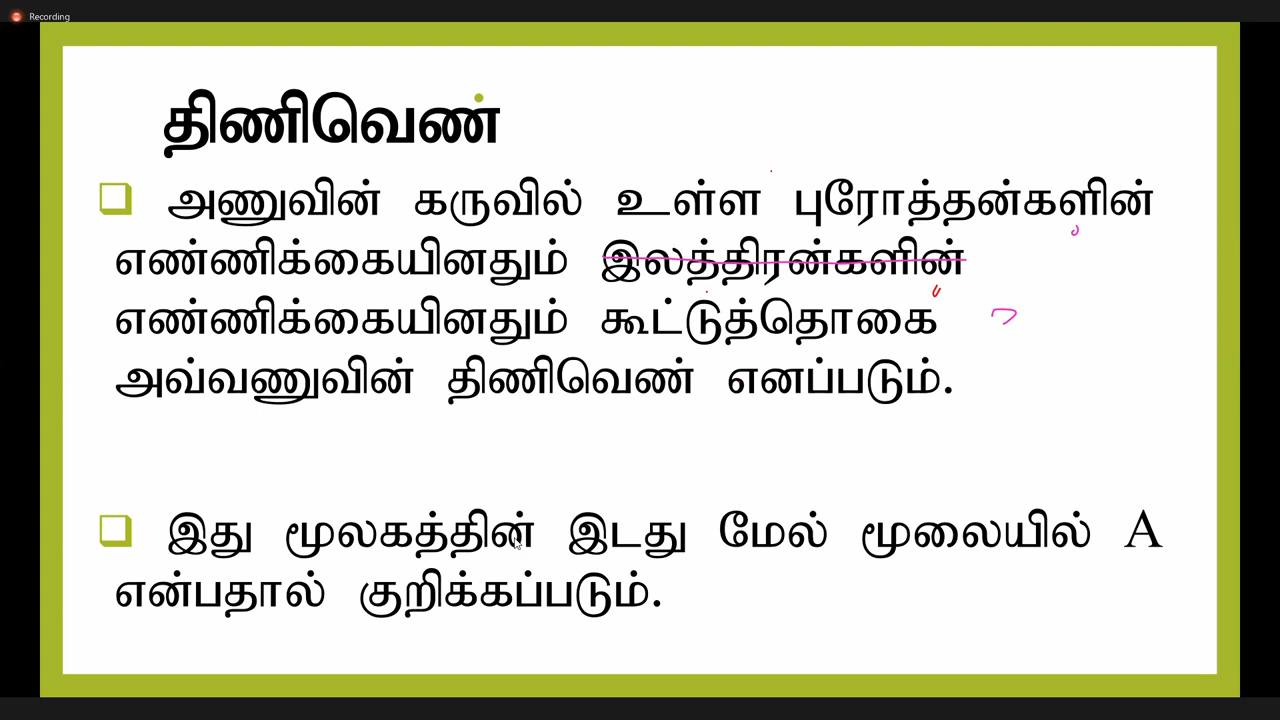 Recording
திணிவெண்
அணுவின் கருவில் உள்ள புரோத்தன்களின்
எண்ணிக்கையினதும் இலத்திரன்களின்
எண்ணிக்கையினதும் கூட்டுத்தொகை
அவ்வணுவின் திணிவெண் எனப்படும்.
இது மூலகத்தின் இடது மேல் மூலையில் A
என்பதால் குறிக்கப்படும்.